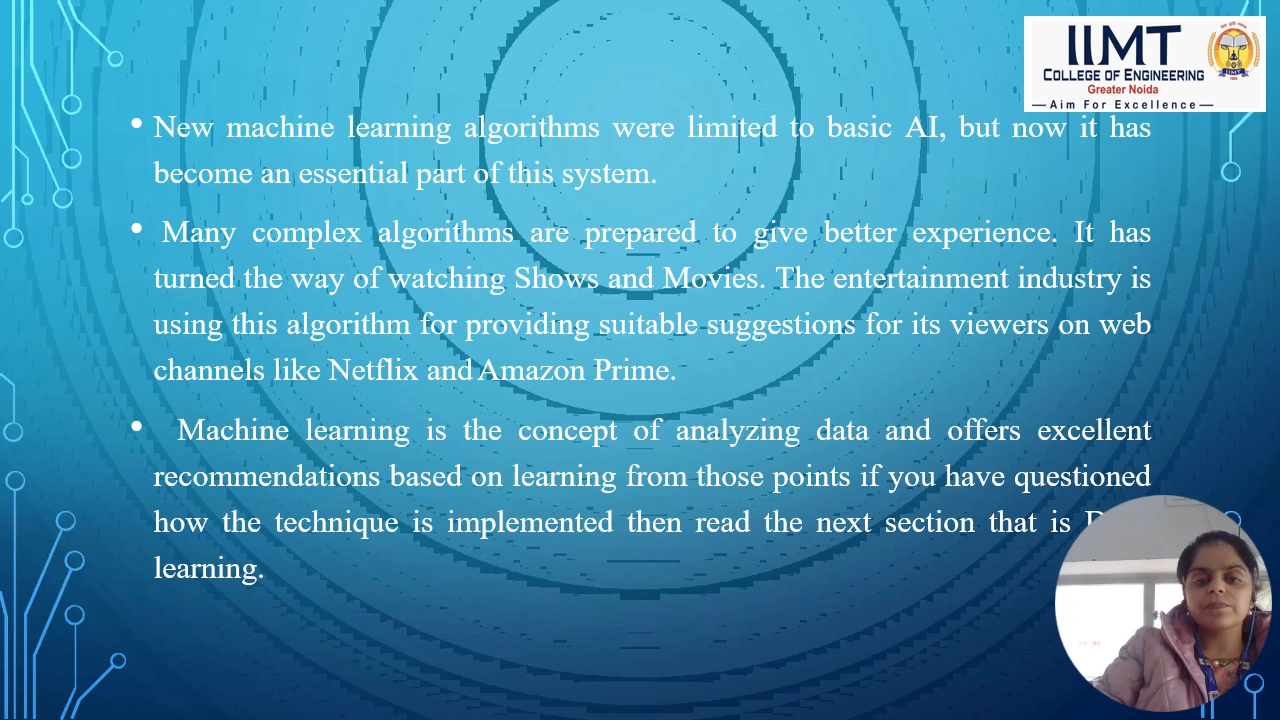 IIMT
COLLEGE OF ENGINEERING
Greater Noida
—Aim For Excellence—
• New machine learning algorithms were limited to basic AI, but now it has
become an essential part of this system.
• Many complex algorithms are prepared to give better experience. It has
turned the way of watching Shows and Movies. The entertainment industry is
using this algorithm for providing suitable suggestions for its viewers on web
channels like Netflix and Amazon Prime.
• Machine learning is the concept of analyzing data and offers excellent
recommendations based on learning from those points if you have questioned
how the technique is implemented then read the next section that is
learning.